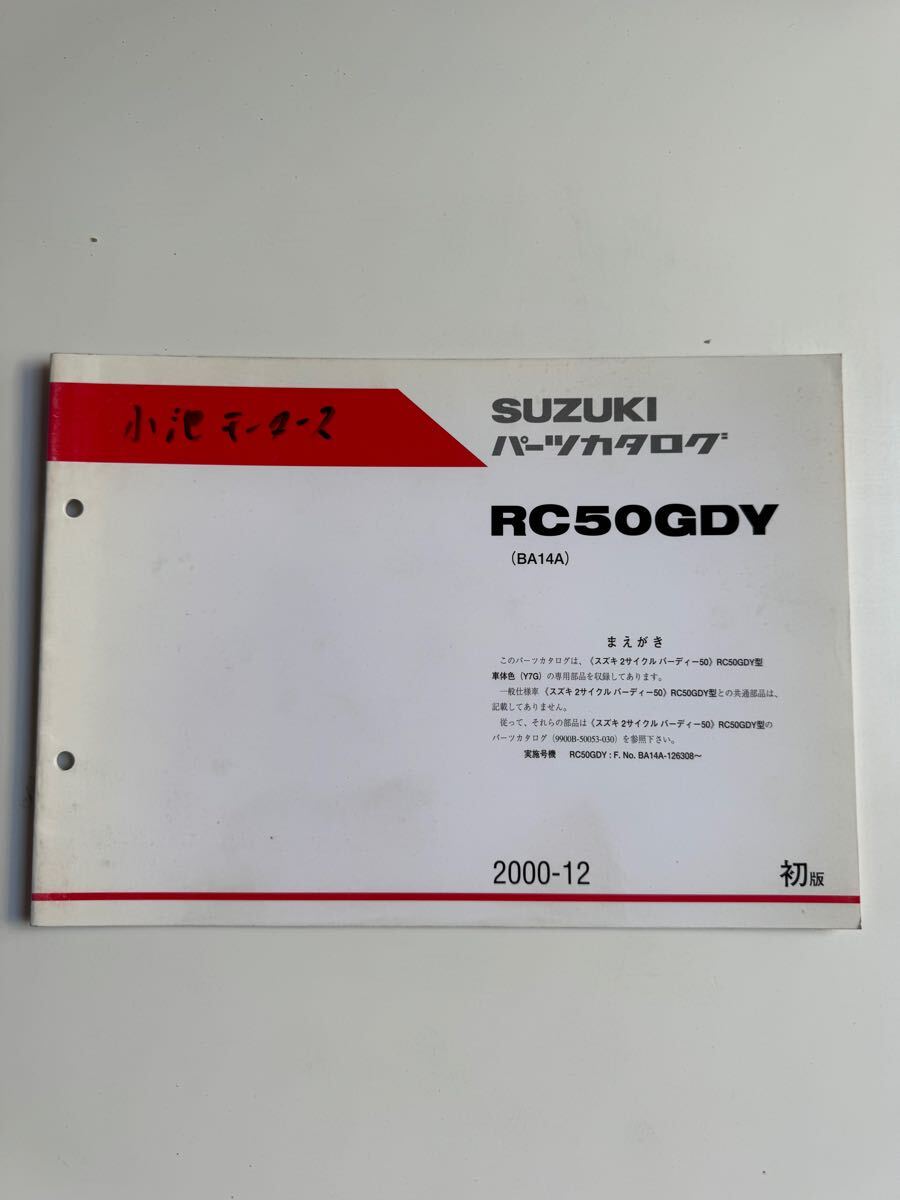 小池モータース
SUZUKI
パーツカタログ
RC50GDY
（BA14A）
まえがき
このパーツカタログは、《スズキ 2サイクル バーディー50》RC50GDY型
車体色（Y7G）の専用部品を収録してあります。
一般仕様車《スズキ 2サイクル バーディー50》RC50GDY型との共通部品は、
記載してありません。
従って、それらの部品は《スズキ 2サイクル バーディー50》RC50GDY型の
パーツカタログ（9900B-50053-030）を参照下さい。
実施号機 RC50GDY : F. No. BA14A-126308～
2000-12
初版